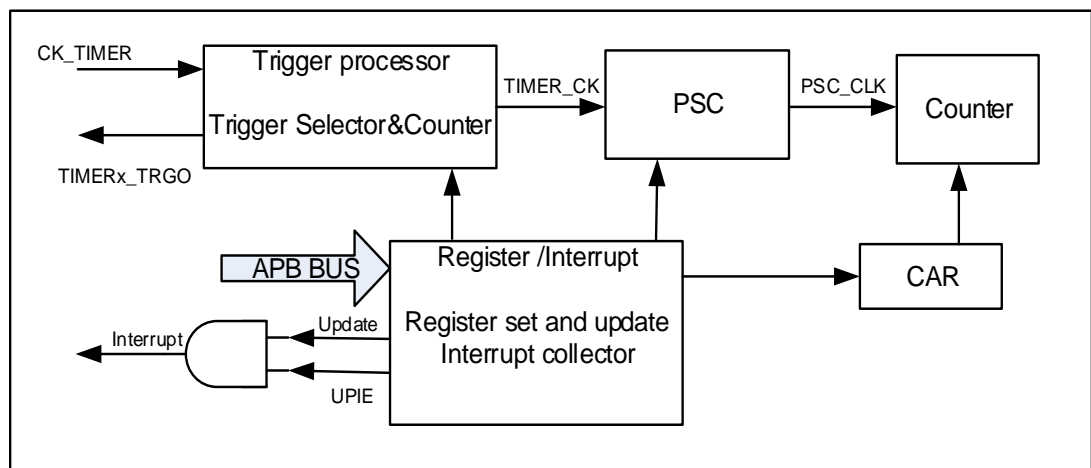 CK_TIMER
Trigger processor
Trigger Selector&Counter
TIMERx_TRGO
TIMER_CK
PSC
PSC_CLK
Counter
APB BUS
Register /Interrupt
Register set and update
Interrupt collector
CAR
Update
Interrupt
UPIE